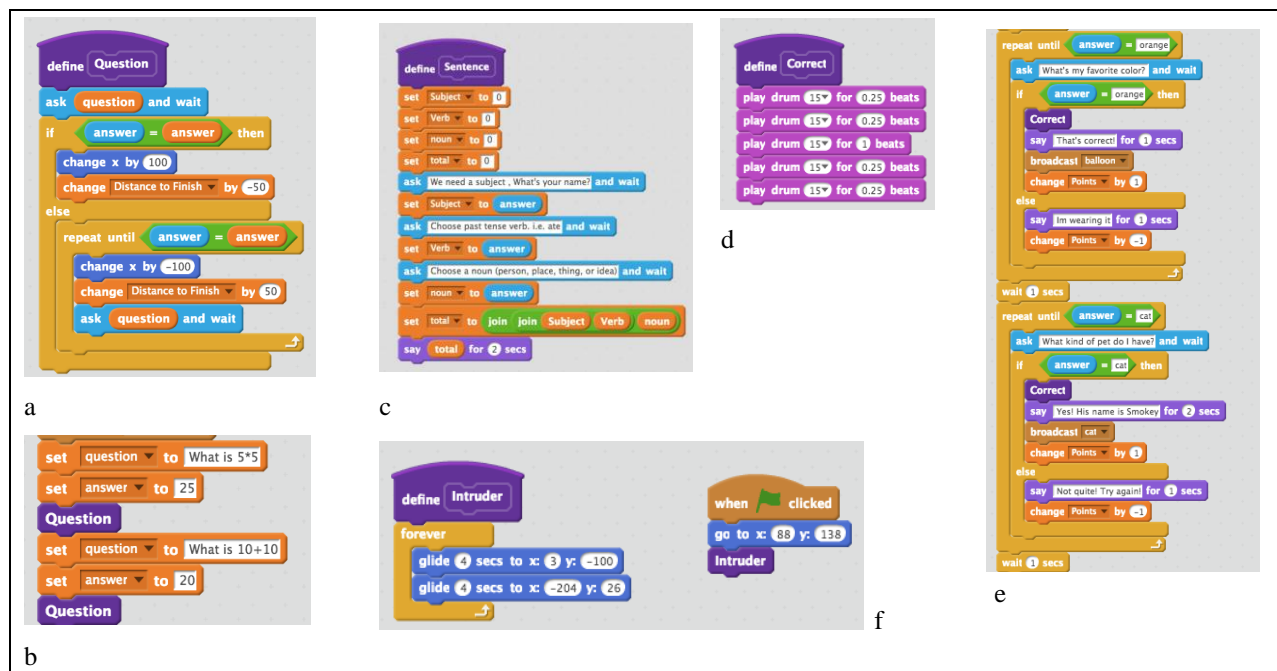 define Question
ask question and wait
if answer = answer then
change x by 100
change Distance to Finish by -50
else
repeat until answer = answer
change x by -100
change Distance to Finish by 50
ask question and wait
a
set question to What is 5*5
set answer to 25
Question
set question to What is 10+10
set answer to 20
Question
b
define Sentence
set Subject to 0
set Verb to 0
set noun to 0
set total to 0
ask We need a subject , What's your name? and wait
set Subject to answer
ask Choose past tense verb. i.e. ate and wait
set Verb to answer
ask Choose a noun (person, place, thing, or idea) and wait
set noun to answer
set total to join join Subject Verb noun
say total for 2 secs
c
define Correct
play drum 15 for 0.25 beats
play drum 15 for 0.25 beats
play drum 15 for 1 beats
play drum 15 for 0.25 beats
play drum 15 for 0.25 beats
d
repeat until answer = orange
ask What's my favorite color? and wait
if answer = orange then
Correct
say That's correct! for 1 secs
broadcast balloon
change Points by 1
else
say Im wearing it for 1 secs
change Points by -1
wait 1 secs
repeat until answer = cat
ask What kind of pet do I have? and wait
if answer = cat then
Correct
say Yes! His name is Smokey for 2 secs
broadcast cat
change Points by 1
else
say Not quite! Try again! for 1 secs
change Points by -1
wait 1 secs
e
define Intruder
forever
glide 4 secs to x: 3 y: -100
glide 4 secs to x: -204 y: 26
when clicked
go to x: 88 y: 138
Intruder
f